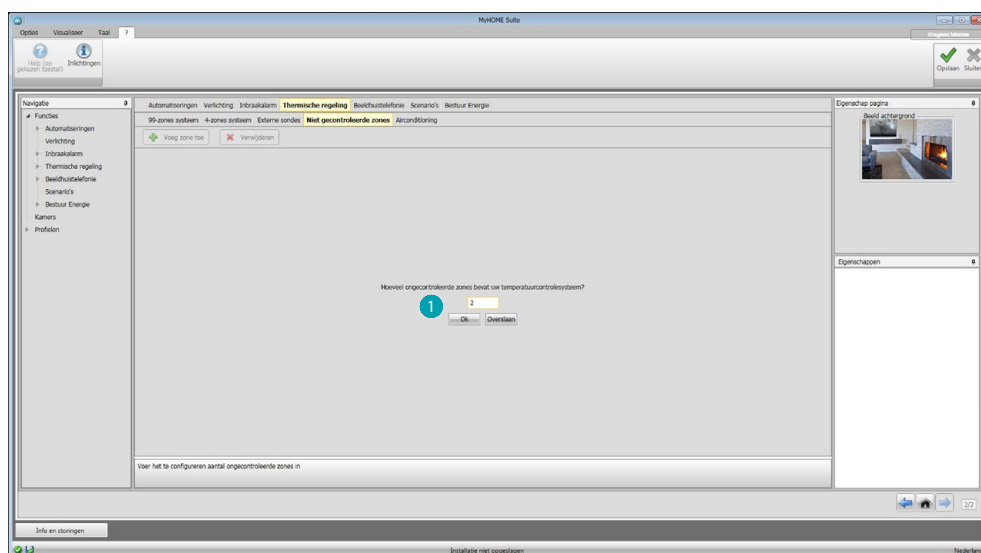 MyHOME Suite
Opties Visualiseer Taal ?
Help (op gekozen toestel)
Inlichtingen
Opslaan Sluiten
Navigatie
Functies
Automatiseringen
Verlichting
Inbraakalarm
Thermische regeling
Beeldhuistelefonie
Scenario's
Bestuur Energie
Kamers
Profielen
Automatiseringen Verlichting Inbraakalarm Thermische regeling Beeldhuistelefonie Scenario's Bestuur Energie
99-zones systeem 4-zones systeem Externe sondes Niet gecontroleerde zones Airconditioning
Voeg zone toe Verwijderen
Hoeveel ongecontroleerde zones bevat uw temperatuurcontrolesysteem?
1
2
Ok Overslaan
Voer het te configureren aantal ongecontroleerde zones in
Eigenschap pagina
Beeld achtergrond
Eigenschappen
2/2
Info en storingen
Installatie niet opgeslagen
Nederlan